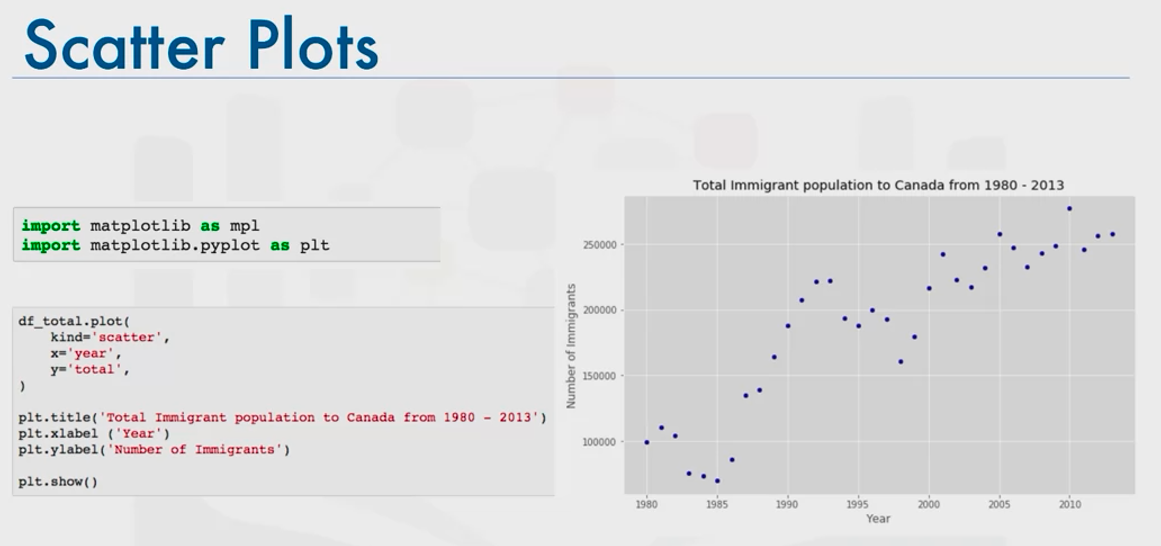 Scatter Plots
import matplotlib as mpl
import matplotlib.pyplot as plt
df_total.plot(
    kind='scatter',
    x='year',
    y='total',
)
plt.title('Total Immigrant population to Canada from 1980 - 2013')
plt.xlabel ('Year')
plt.ylabel('Number of Immigrants')
plt.show()
Total Immigrant population to Canada from 1980 - 2013
Number of Immigrants
250000
200000
150000
100000
1980 1985 1990 1995 2000 2005 2010
Year